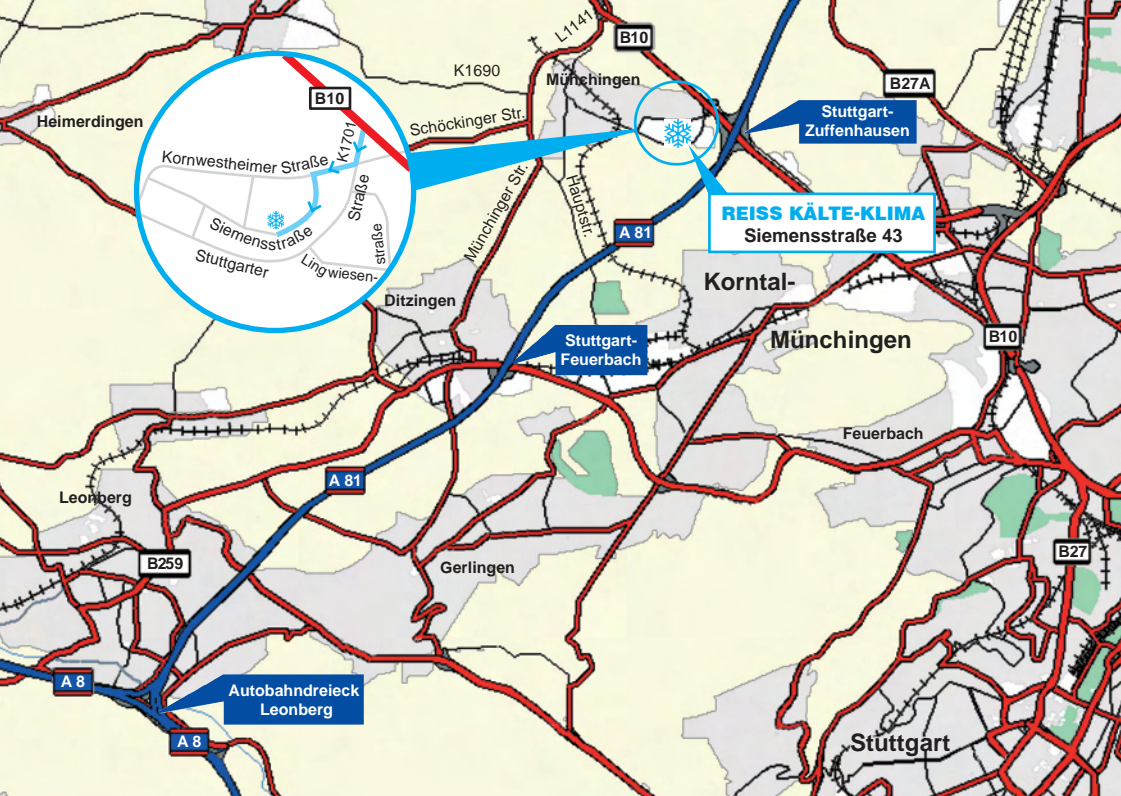 L1141
B10
K1690
Münchingen
B27A
B10
Heimerdingen
Schöckinger Str.
Stuttgart-
Zuffenhausen
K1701
Kornwestheimer Straße
Straße
Siemensstraße
Stuttgarter
Lingwiesen-
straße
Münchinger Str.
Hauptstr.
REISS KÄLTE-KLIMA
Siemensstraße 43
A 81
Korntal-
Münchingen
Ditzingen
Stuttgart-
Feuerbach
B10
Feuerbach
A 81
Leonberg
B259
Gerlingen
B27
A 8
Autobahndreieck
Leonberg
A 8
Stuttgart